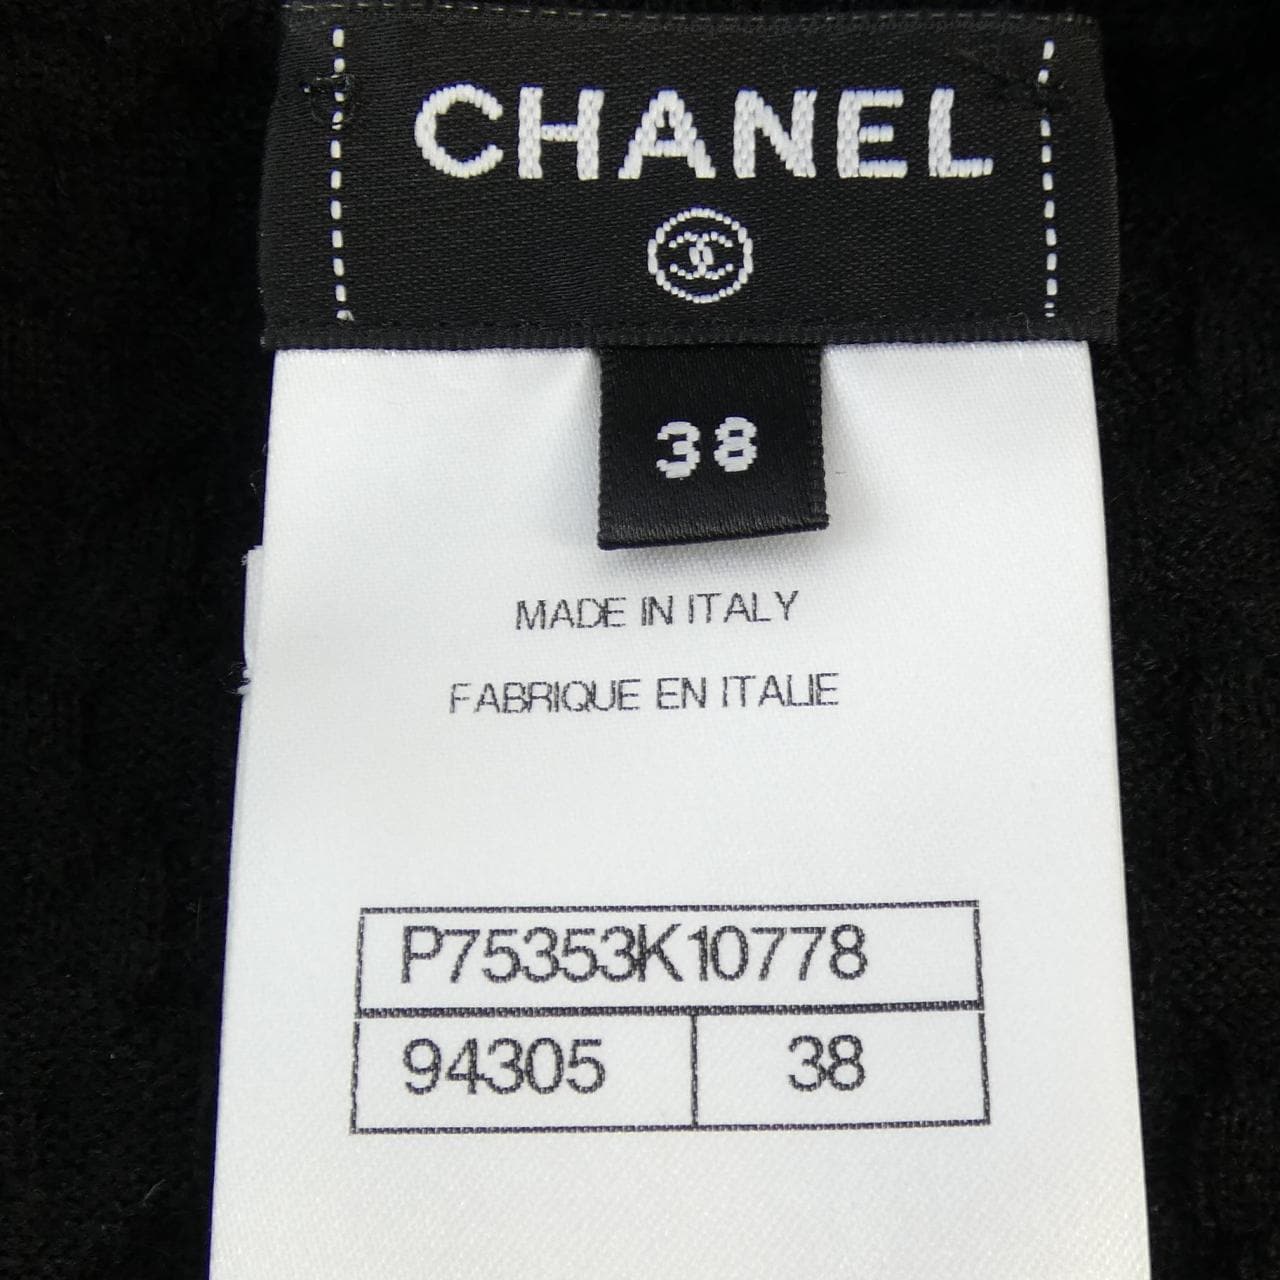 CHANEL
38
MADE IN ITALY
FABRIQUE EN ITALIE
P75353K10778
94305 38